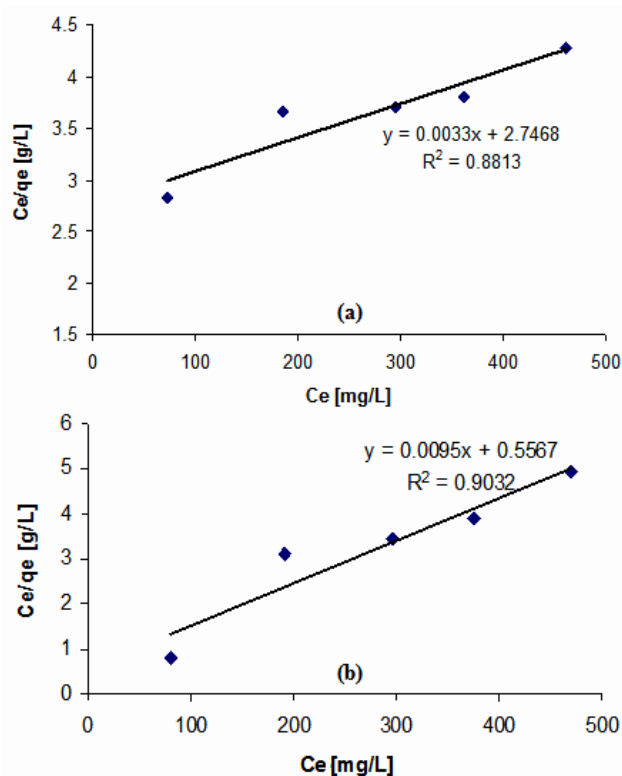 4.5
4
3.5
3
2.5
2
1.5
Ce/qe [g/L]
y = 0.0033x + 2.7468
R² = 0.8813
(a)
0 100 200 300 400 500
Ce [mg/L]
6
5
4
3
2
1
0
Ce/qe [g/L]
y = 0.0095x + 0.5567
R² = 0.9032
(b)
0 100 200 300 400 500
Ce [mg/L]